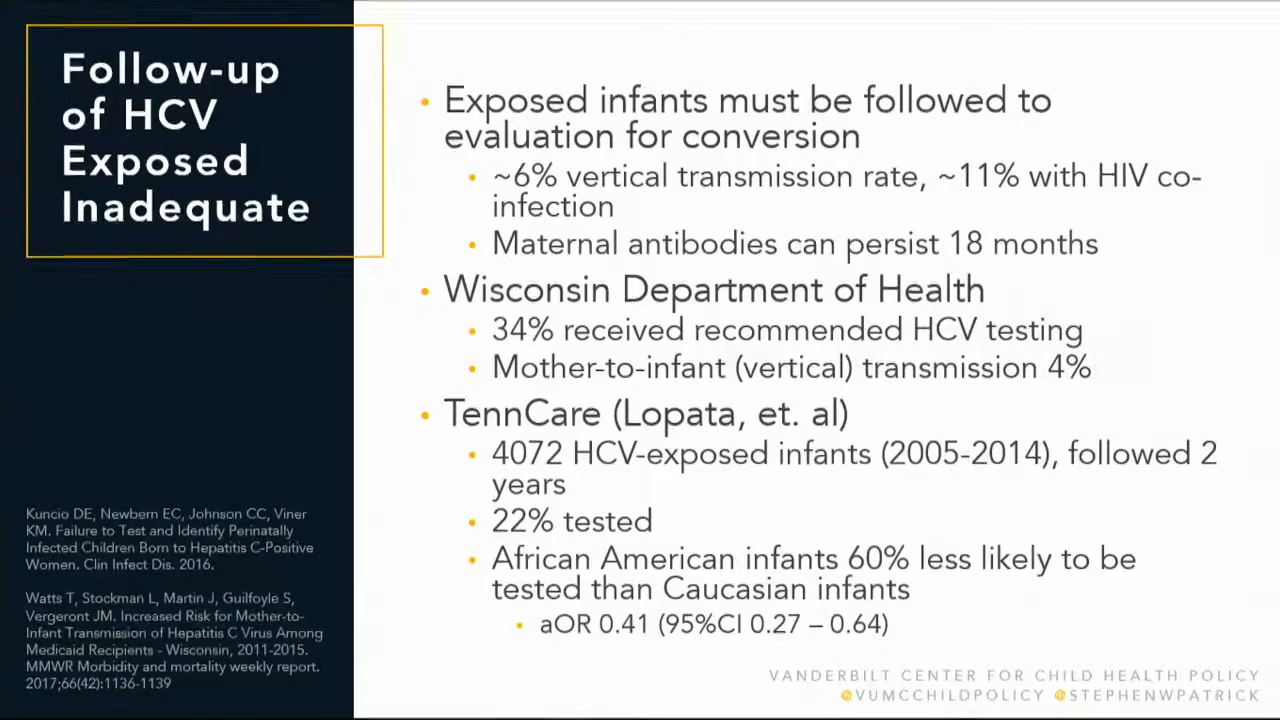 Follow-up
of HCV
Exposed
Inadequate
• Exposed infants must be followed to
evaluation for conversion
• ~6% vertical transmission rate, ~11% with HIV co-
infection
• Maternal antibodies can persist 18 months
• Wisconsin Department of Health
• 34% received recommended HCV testing
• Mother-to-infant (vertical) transmission 4%
• TennCare (Lopata, et. al)
• 4072 HCV-exposed infants (2005-2014), followed 2
years
• 22% tested
• African American infants 60% less likely to be
tested than Caucasian infants
• aOR 0.41 (95%CI 0.27 – 0.64)
Kuncio DE, Newbern EC, Johnson CC, Viner
KM. Failure to Test and Identify Perinatally
Infected Children Born to Hepatitis C-Positive
Women. Clin Infect Dis. 2016.
Watts T, Stockman L, Martin J, Guilfoyle S,
Vergeront JM. Increased Risk for Mother-to-
Infant Transmission of Hepatitis C Virus Among
Medicaid Recipients - Wisconsin, 2011-2015.
MMWR Morbidity and mortality weekly report.
2017;66(42):1136-1139
VANDERBILT CENTER FOR CHILD HEALTH POLICY
@VUMCCHILDPOLICY @STEPHENWPATRICK